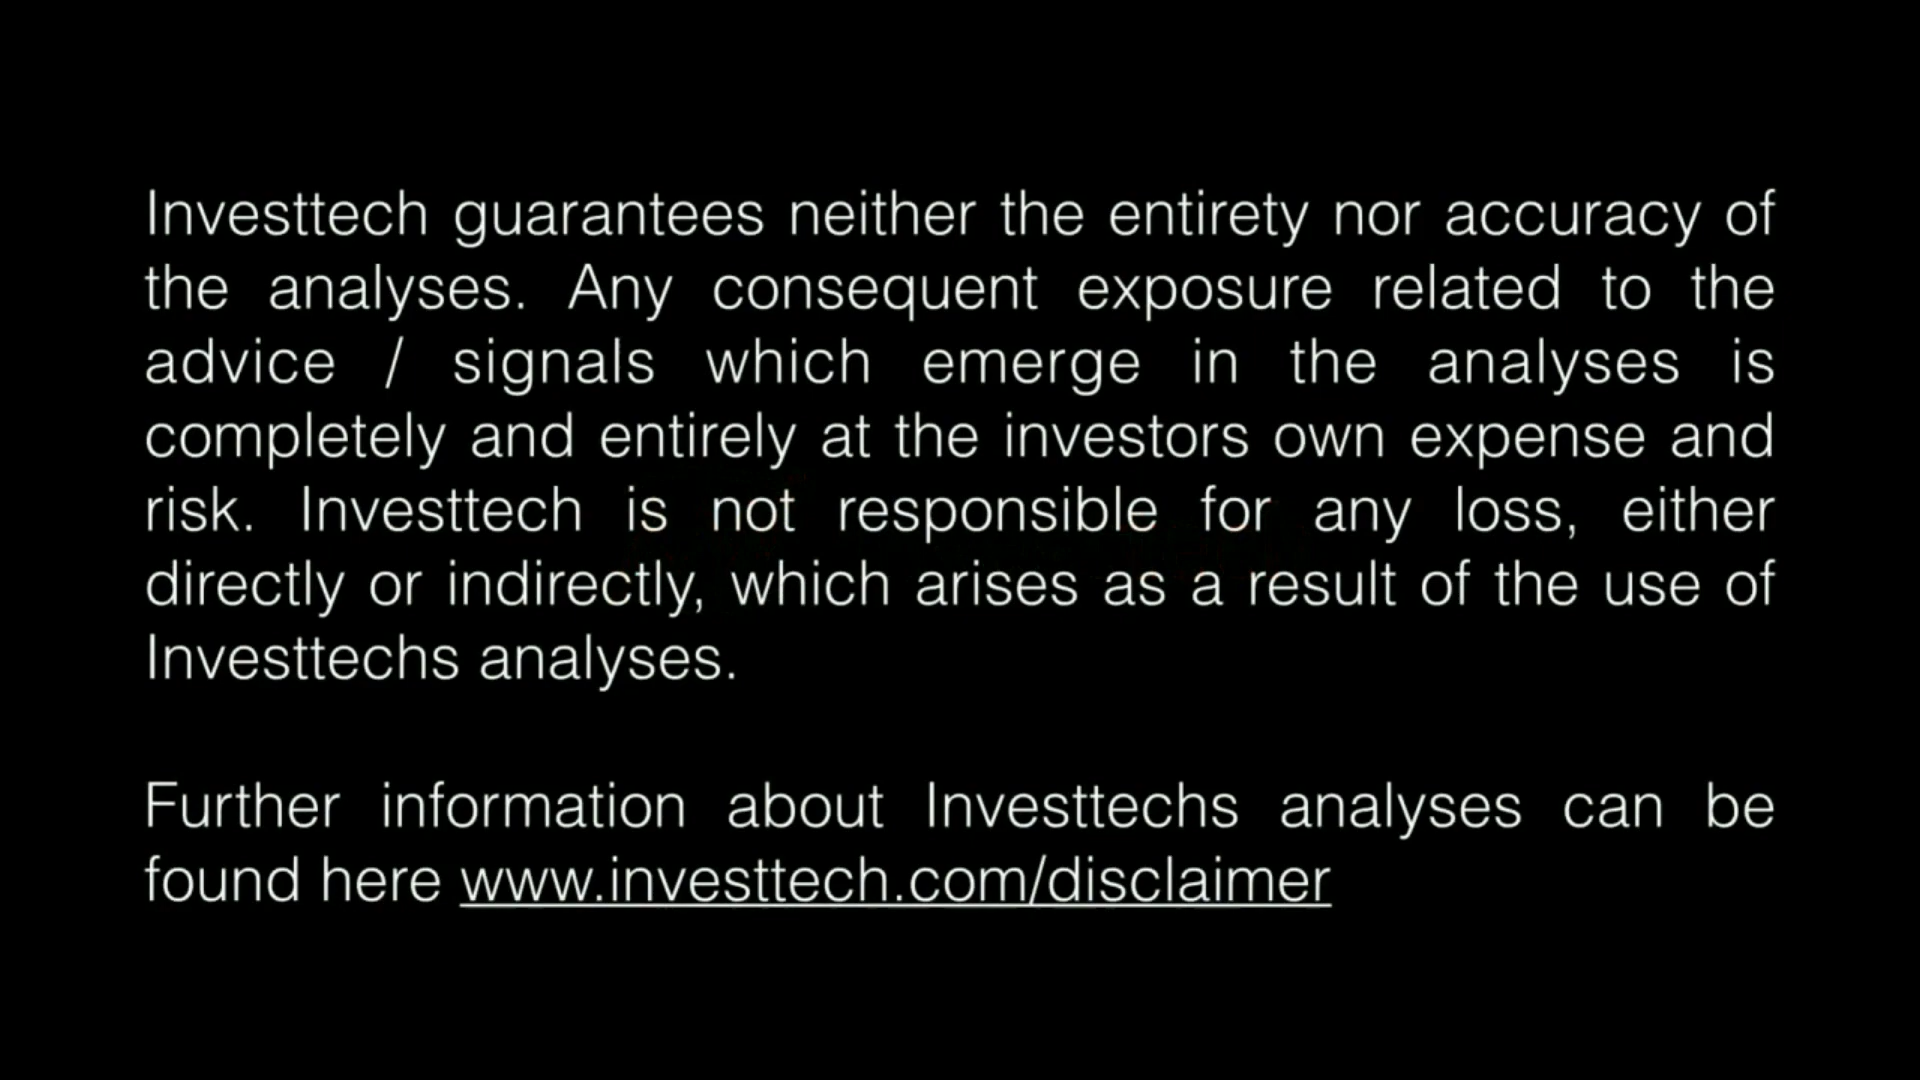 Investtech guarantees neither the entirety nor accuracy of
the analyses. Any consequent exposure related to the
advice / signals which emerge in the analyses is
completely and entirely at the investors own expense and
risk. Investtech is not responsible for any loss, either
directly or indirectly, which arises as a result of the use of
Investtechs analyses.
Further information about Investtechs analyses can be
found here www.investtech.com/disclaimer